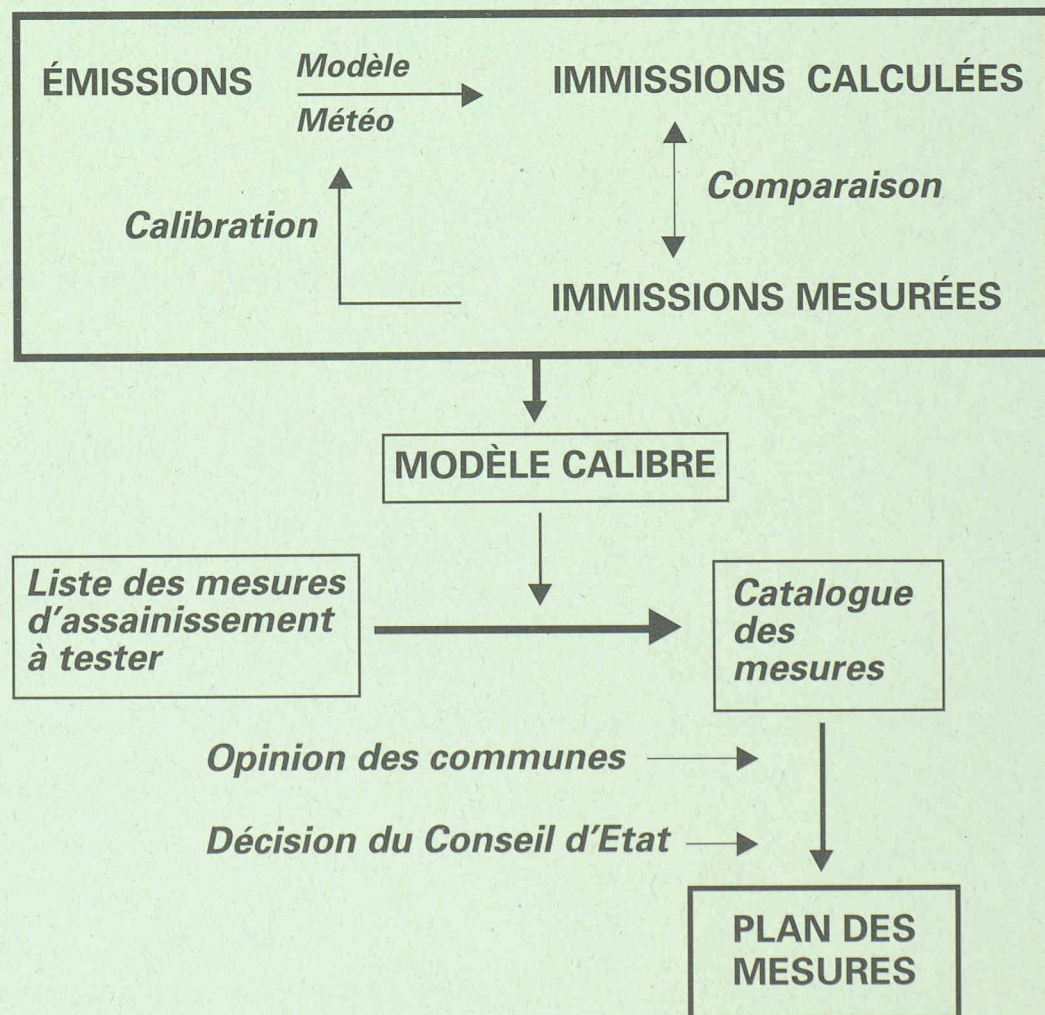 ÉMISSIONS
Modèle
Météo
IMMISSIONS CALCULÉES
Calibration
Comparaison
IMMISSIONS MESURÉES
MODÈLE CALIBRE
Liste des mesures
d'assainissement
à tester
Catalogue
des
mesures
Opinion des communes
Décision du Conseil d'Etat
PLAN DES
MESURES